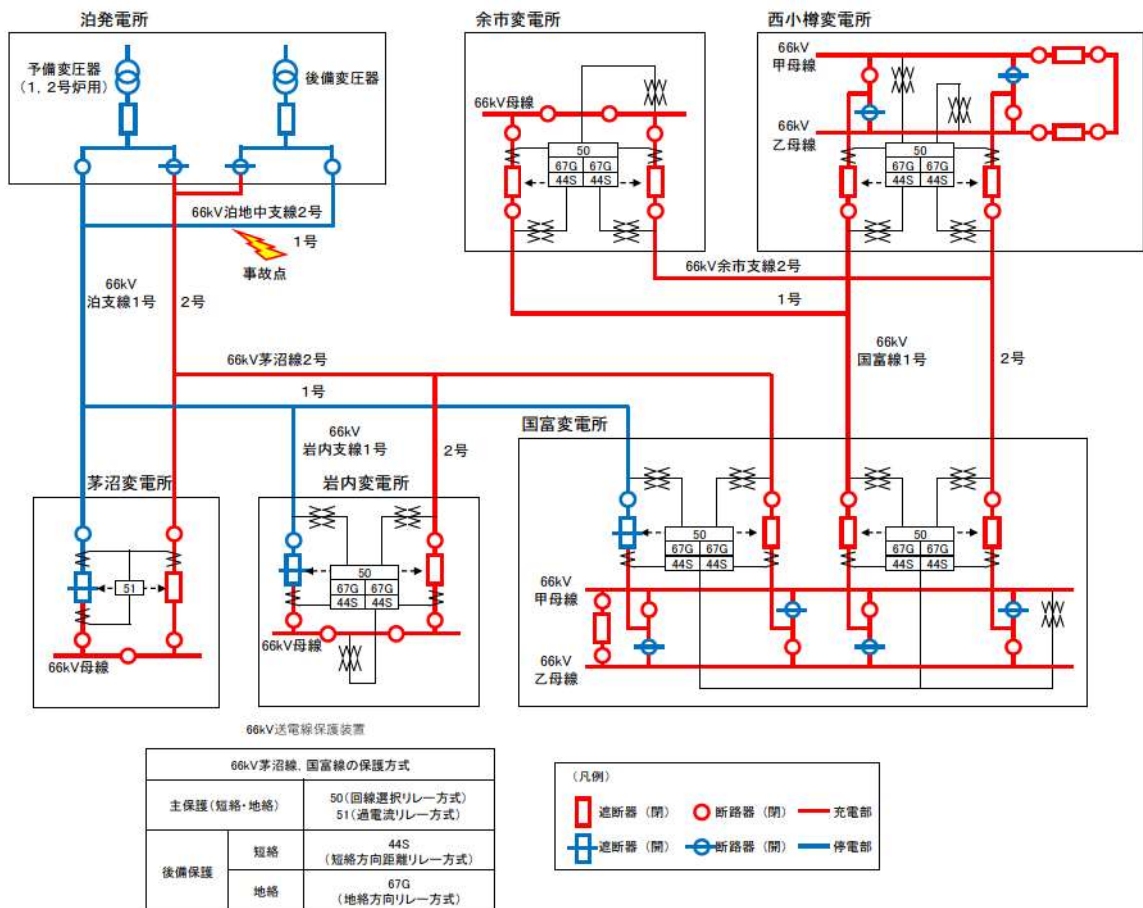 泊発電所
予備変圧器
(1, 2号炉用)
後備変圧器
66kV泊地中支線2号
1号
事故点
66kV
泊支線1号
2号
余市変電所
66kV母線
50
67G
67G
44S
44S
西小樽変電所
66kV
甲母線
66kV
乙母線
50
67G
67G
44S
44S
66kV余市支線2号
1号
66kV
国富線1号
2号
66kV茅沼線2号
1号
66kV
岩内支線1号
2号
茅沼変電所
51
66kV母線
岩内変電所
50
67G
67G
44S
44S
66kV母線
国富変電所
50
67G
67G
44S
44S
50
67G
67G
44S
44S
66kV
甲母線
66kV
乙母線
66kV送電線保護装置
66kV茅沼線、国富線の保護方式
主保護(短絡・地絡)
50(回線選択リレー方式)
51(過電流リレー方式)
後備保護
短絡
44S
(短絡方向距離リレー方式)
地絡
67G
(地絡方向リレー方式)
(凡例)
遮断器(閉)
断路器(閉)
充電部
遮断器(開)
断路器(開)
停電部